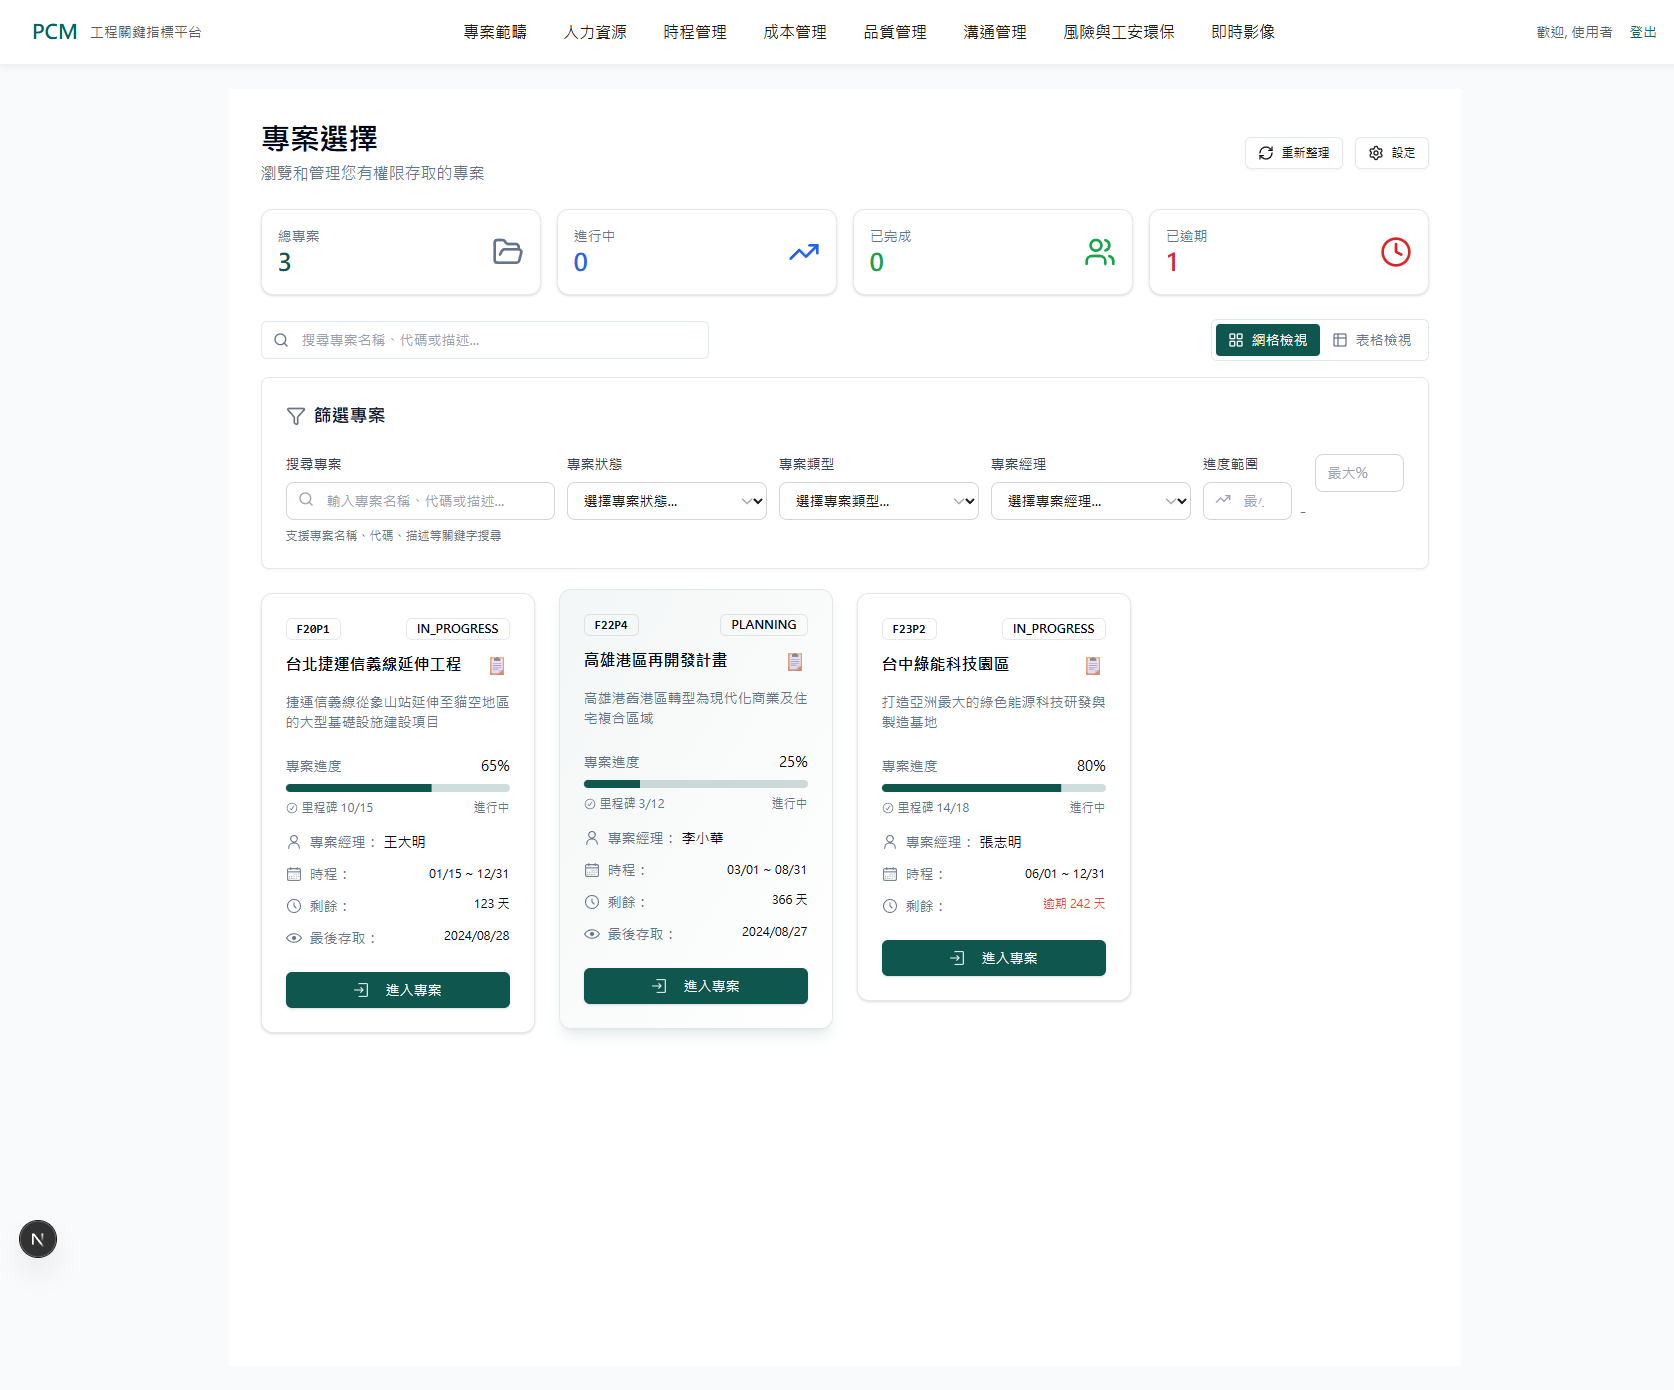 PCM 工程關鍵指標平台 專案範疇 人力資源 時程管理 成本管理 品質管理 溝通管理 風險與工安環保 即時影像 歡迎, 使用者 登出
專案選擇
瀏覽和管理您有權限存取的專案
重新整理 設定
總專案
3
進行中
0
已完成
0
已逾期
1
搜尋專案名稱、代碼或描述...
網格檢視 表格檢視
篩選專案
搜尋專案
輸入專案名稱、代碼或描述...
支援專案名稱、代碼、描述等關鍵字搜尋
專案狀態
選擇專案狀態...
專案類型
選擇專案類型...
專案經理
選擇專案經理...
進度範圍
–
最大%
F20P1 IN_PROGRESS
台北捷運信義線延伸工程
捷運信義線從象山站延伸至貓空地區
的大型基礎設施建設項目
專案進度 65%
里程碑 10/15 進行中
專案經理： 王大明
時程： 01/15 ~ 12/31
剩餘： 123 天
最後存取： 2024/08/28
進入專案
F22P4 PLANNING
高雄港區再開發計畫
高雄港舊港區轉型為現代化商業及住
宅複合區域
專案進度 25%
里程碑 3/12 進行中
專案經理： 李小華
時程： 03/01 ~ 08/31
剩餘： 366 天
最後存取： 2024/08/27
進入專案
F23P2 IN_PROGRESS
台中綠能科技園區
打造亞洲最大的綠色能源科技研發與
製造基地
專案進度 80%
里程碑 14/18 進行中
專案經理： 張志明
時程： 06/01 ~ 12/31
剩餘： 逾期 242 天
進入專案
N